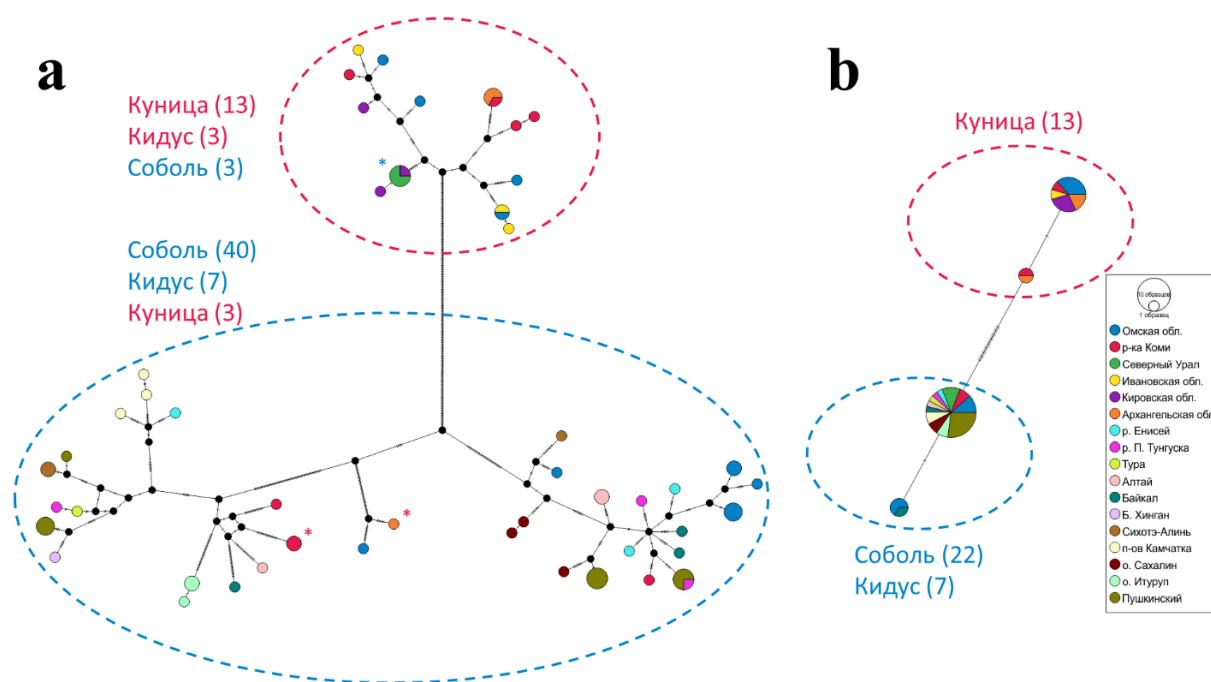 a
Куница (13)
Кидус (3)
Соболь (3)
*
Соболь (40)
Кидус (7)
Куница (3)
*
*
b
Куница (13)
Соболь (22)
Кидус (7)
10 образцов
1 образец
Омская обл.
р-ка Коми
Северный Урал
Ивановская обл.
Кировская обл.
Архангельская обл
р. Енисей
р. П. Тунгуска
Тура
Алтай
Байкал
Б. Хинган
Сихотэ-Алинь
п-ов Камчатка
о. Сахалин
о. Итуруп
Пушкинский